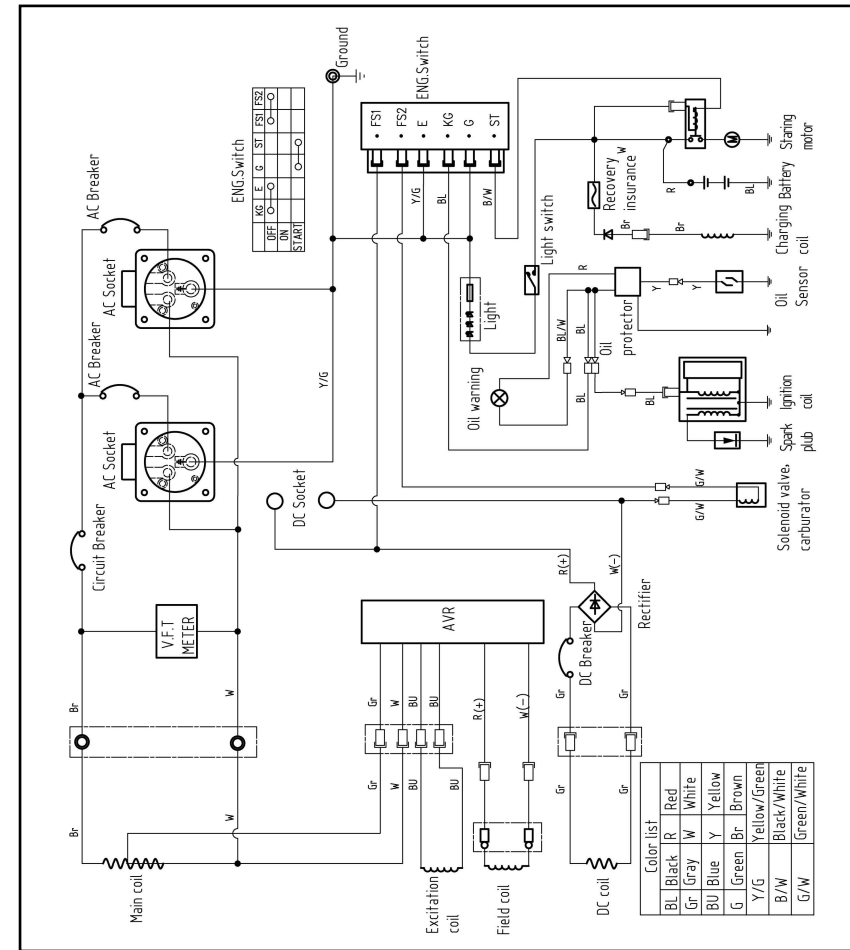 Ground
ENG.Switch
KG E G ST FS1 FS2
OFF
ON
START
ENG.Switch
FS1
FS2
E
KG
G
ST
AC Breaker
AC Socket
AC Breaker
AC Socket
Circuit Breaker
V.F.T
METER
Br
W
Br
W
Main coil
Y/G
Y/G
BL
B/W
Light switch
Light
Recovery
insurance
W
Br
Br
R
BL
M
Staring
motor
Battery
Charging
coil
Oil
Sensor
Y
Y
R
Oil
protector
BL/W
BL
BL
BL
Oil warning
Ignition
coil
Spark
plub
DC Socket
G/W
G/W
Solenoid valve,
carburator
R(+)
W(-)
Rectifier
DC Breaker
AVR
Gr
W
BU
BU
R(+)
W(-)
Gr
W
BU
BU
Excitation
coil
Field coil
Gr
Gr
Gr
Gr
DC coil
Color list
BL Black R Red
Gr Gray W White
BU Blue Y Yellow
G Green Br Brown
Y/G Yellow/Green
B/W Black/White
G/W Green/White